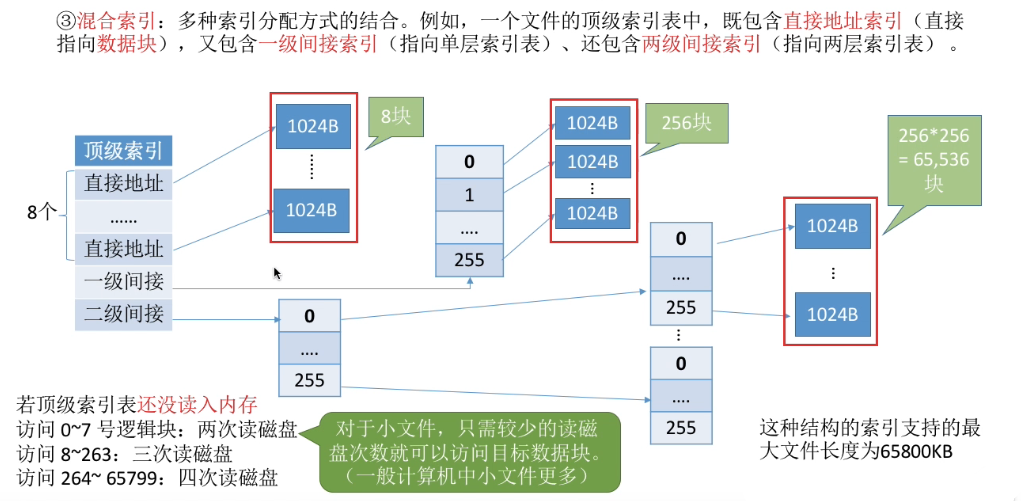 ③混合索引：多种索引分配方式的结合。例如，一个文件的顶级索引表中，既包含直接地址索引（直接
指向数据块），又包含一级间接索引（指向单层索引表）、还包含两级间接索引（指向两层索引表）。
顶级索引
直接地址
......
直接地址
一级间接
二级间接
8个
1024B
1024B
8块
0
1
....
255
1024B
1024B
1024B
256块
0
....
255
0
....
255
0
....
255
1024B
1024B
256*256
= 65,536
块
若顶级索引表还没读入内存
访问 0~7 号逻辑块：两次读磁盘
访问 8~263：三次读磁盘
访问 264~ 65799：四次读磁盘
对于小文件，只需较少的读磁
盘次数就可以访问目标数据块。
（一般计算机中小文件更多）
这种结构的索引支持的最
大文件长度为65800KB